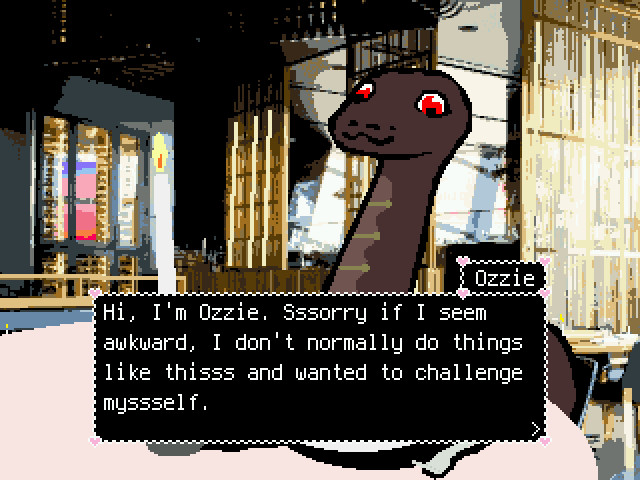 Ozzie
Hi, I'm Ozzie. Sssorry if I seem
awkward, I don't normally do things
like thisss and wanted to challenge
myssself.